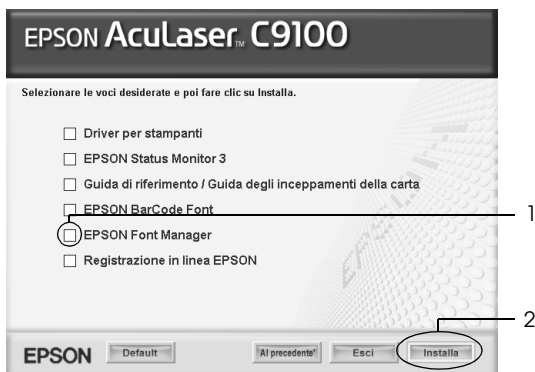 EPSON AcuLaser™ C9100
Selezionare le voci desiderate e poi fare clic su Installa.
Driver per stampanti
EPSON Status Monitor 3
Guida di riferimento / Guida degli inceppamenti della carta
EPSON BarCode Font
1
EPSON Font Manager
Registrazione in linea EPSON
EPSON
2
EPSON
Default
Al precedente*
Esci
Installa